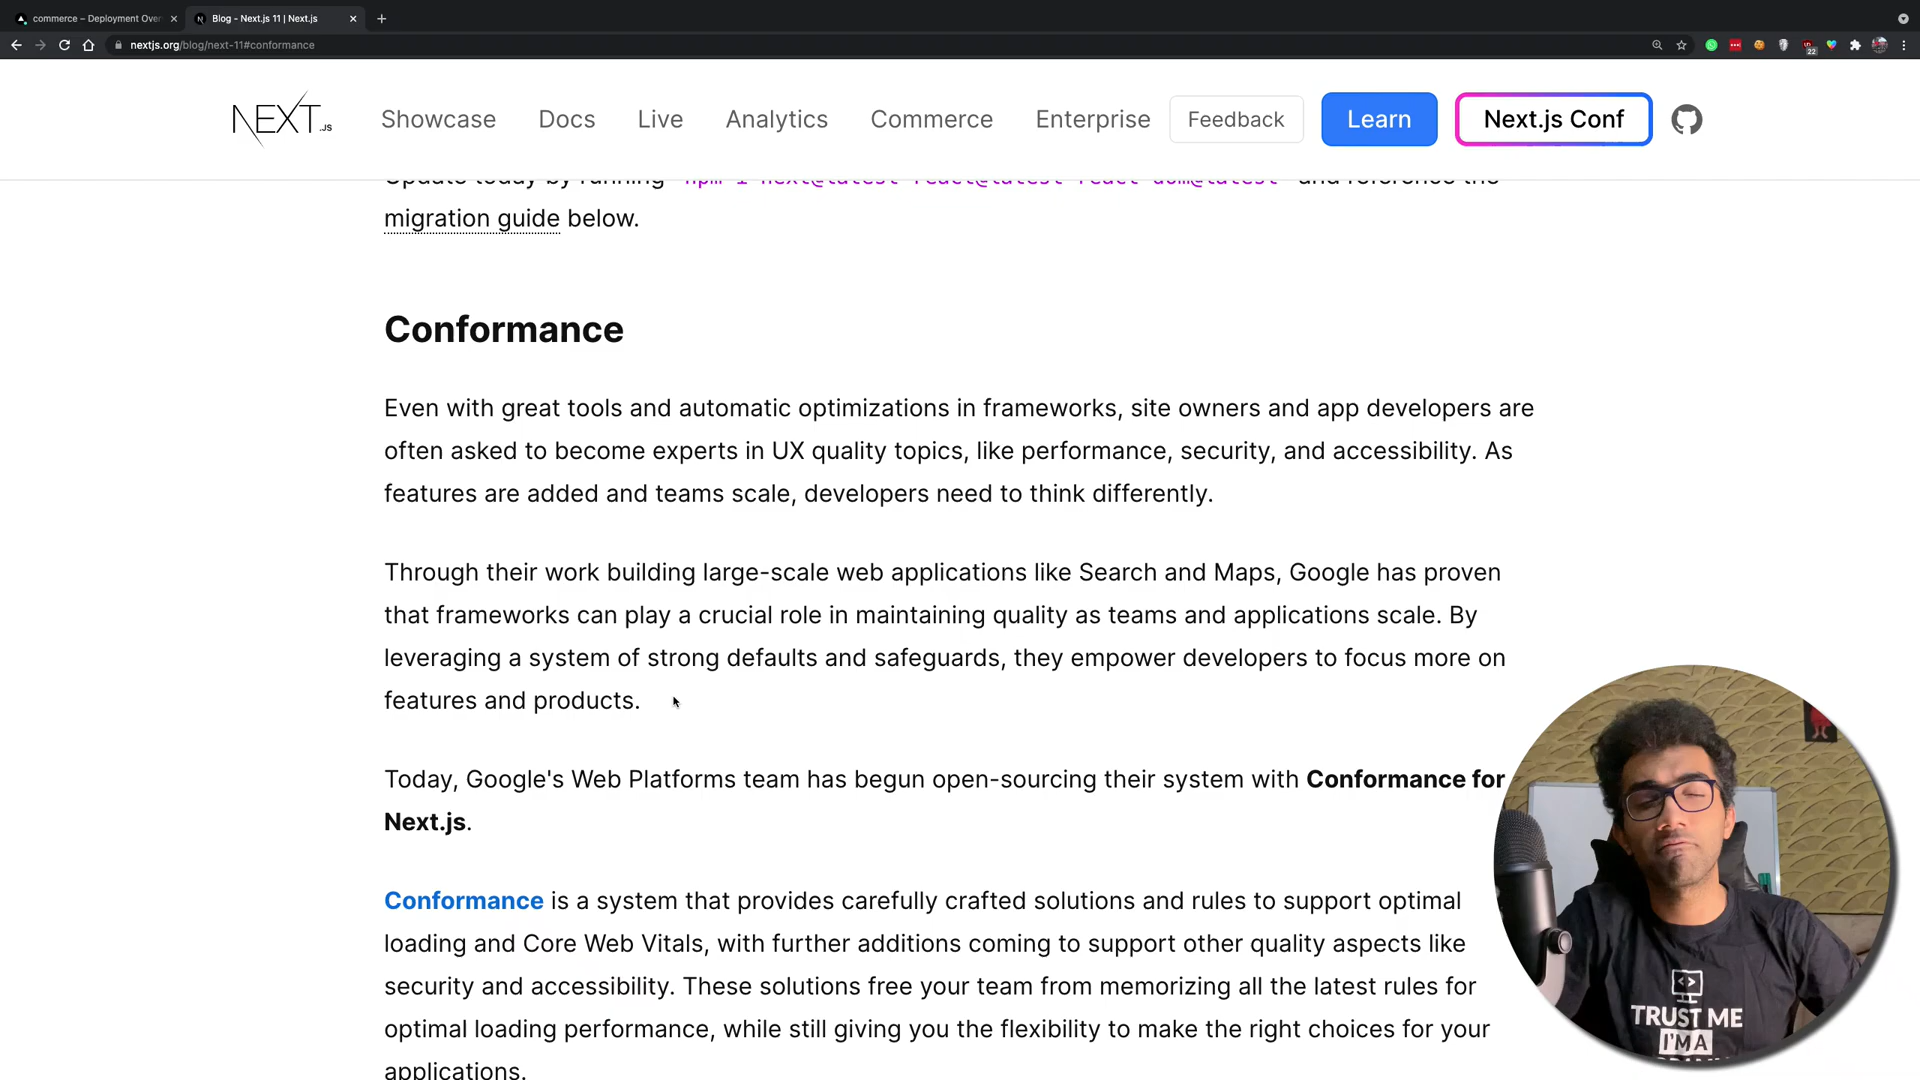 commerce – Deployment Over
Blog - Next.js 11 | Next.js
nextjs.org/blog/next-11#conformance
22
NEXT.JS
Showcase
Docs
Live
Analytics
Commerce
Enterprise
Feedback
Learn
Next.js Conf
Update today by running `npm i next@latest react@latest react-dom@latest` and reference the
migration guide below.
Conformance
Even with great tools and automatic optimizations in frameworks, site owners and app developers are
often asked to become experts in UX quality topics, like performance, security, and accessibility. As
features are added and teams scale, developers need to think differently.
Through their work building large-scale web applications like Search and Maps, Google has proven
that frameworks can play a crucial role in maintaining quality as teams and applications scale. By
leveraging a system of strong defaults and safeguards, they empower developers to focus more on
features and products.
Today, Google's Web Platforms team has begun open-sourcing their system with Conformance for
Next.js.
Conformance is a system that provides carefully crafted solutions and rules to support optimal
loading and Core Web Vitals, with further additions coming to support other quality aspects like
security and accessibility. These solutions free your team from memorizing all the latest rules for
optimal loading performance, while still giving you the flexibility to make the right choices for your
applications.
TRUST ME
I'M A